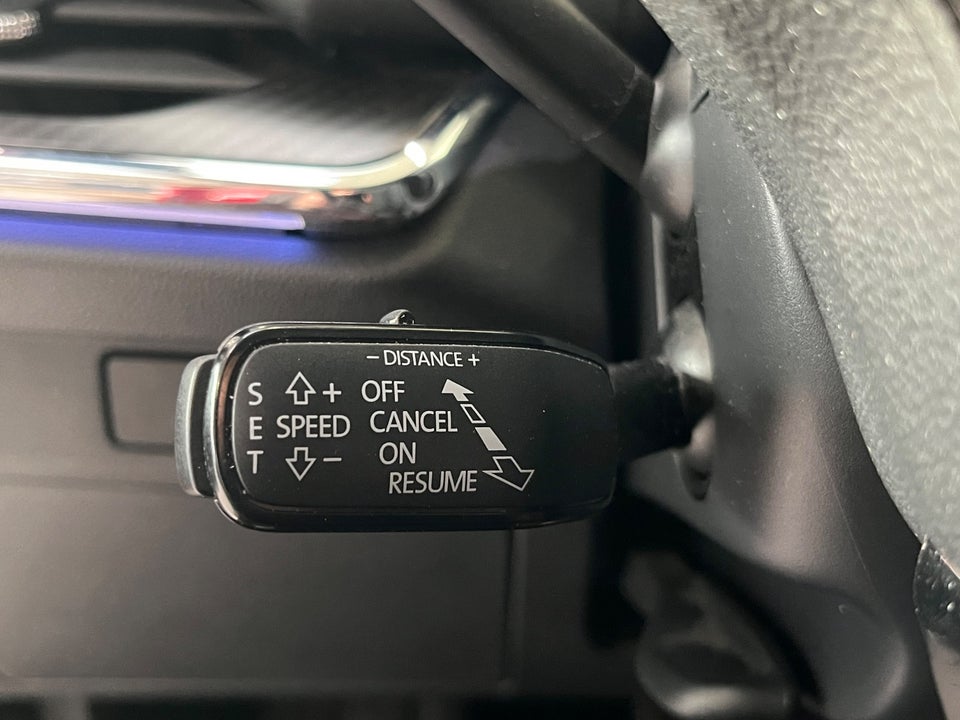 − DISTANCE +
S + OFF
E SPEED CANCEL
T − ON
RESUME